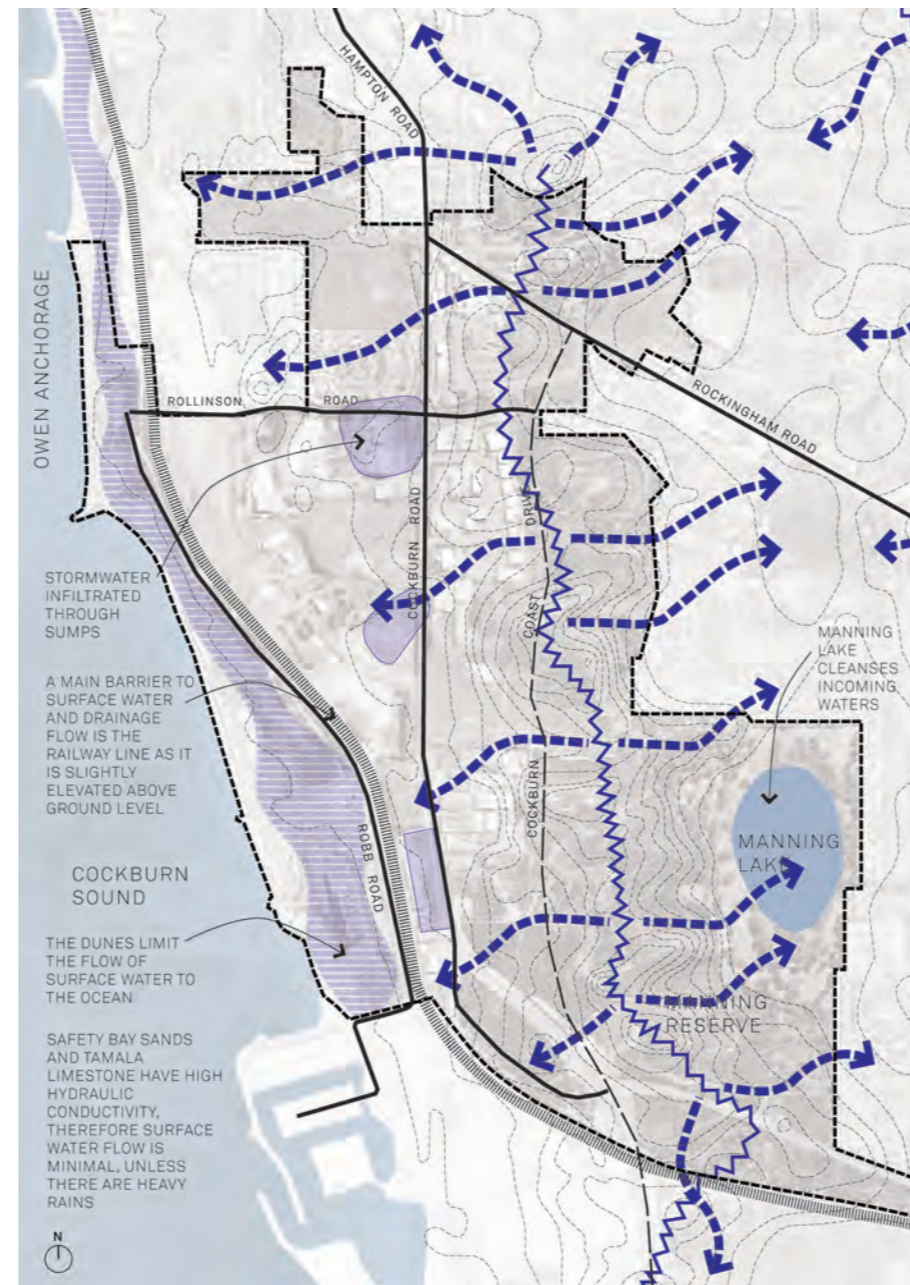 HAMPTON ROAD
OWEN ANCHORAGE
ROLLINSON ROAD
ROCKINGHAM ROAD
COCKBURN ROAD
COCKBURN COAST DRIVE
STORMWATER
INFILTRATED
THROUGH
SUMPS
A MAIN BARRIER TO
SURFACE WATER
AND DRAINAGE
FLOW IS THE
RAILWAY LINE AS IT
IS SLIGHTLY
ELEVATED ABOVE
GROUND LEVEL
MANNING
LAKE
CLEANSES
INCOMING
WATERS
MANNING
LAKE
ROBB ROAD
COCKBURN
SOUND
THE DUNES LIMIT
THE FLOW OF
SURFACE WATER TO
THE OCEAN
MANNING
RESERVE
SAFETY BAY SANDS
AND TAMALA
LIMESTONE HAVE HIGH
HYDRAULIC
CONDUCTIVITY,
THEREFORE SURFACE
WATER FLOW IS
MINIMAL, UNLESS
THERE ARE HEAVY
RAINS
N